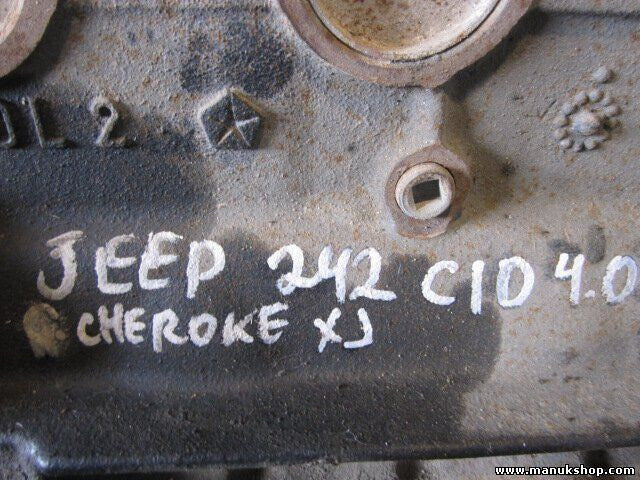 DL 2
JEEP 242 CID 4.0
CHEROKE XJ
www.manukshop.com